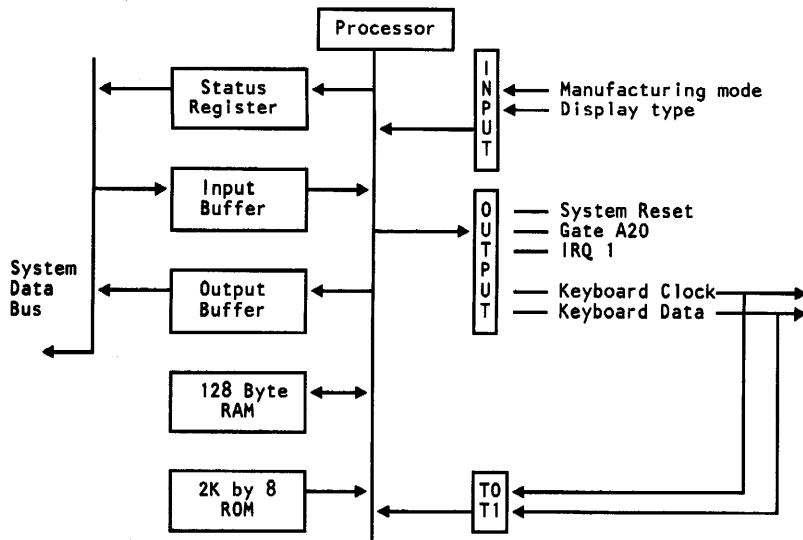 Processor
Status
Register
I
N
P
U
T
Manufacturing mode
Display type
Input
Buffer
O
U
T
P
U
T
System Reset
Gate A20
IRQ 1
Keyboard Clock
Keyboard Data
System
Data
Bus
Output
Buffer
128 Byte
RAM
2K by 8
ROM
T0
T1